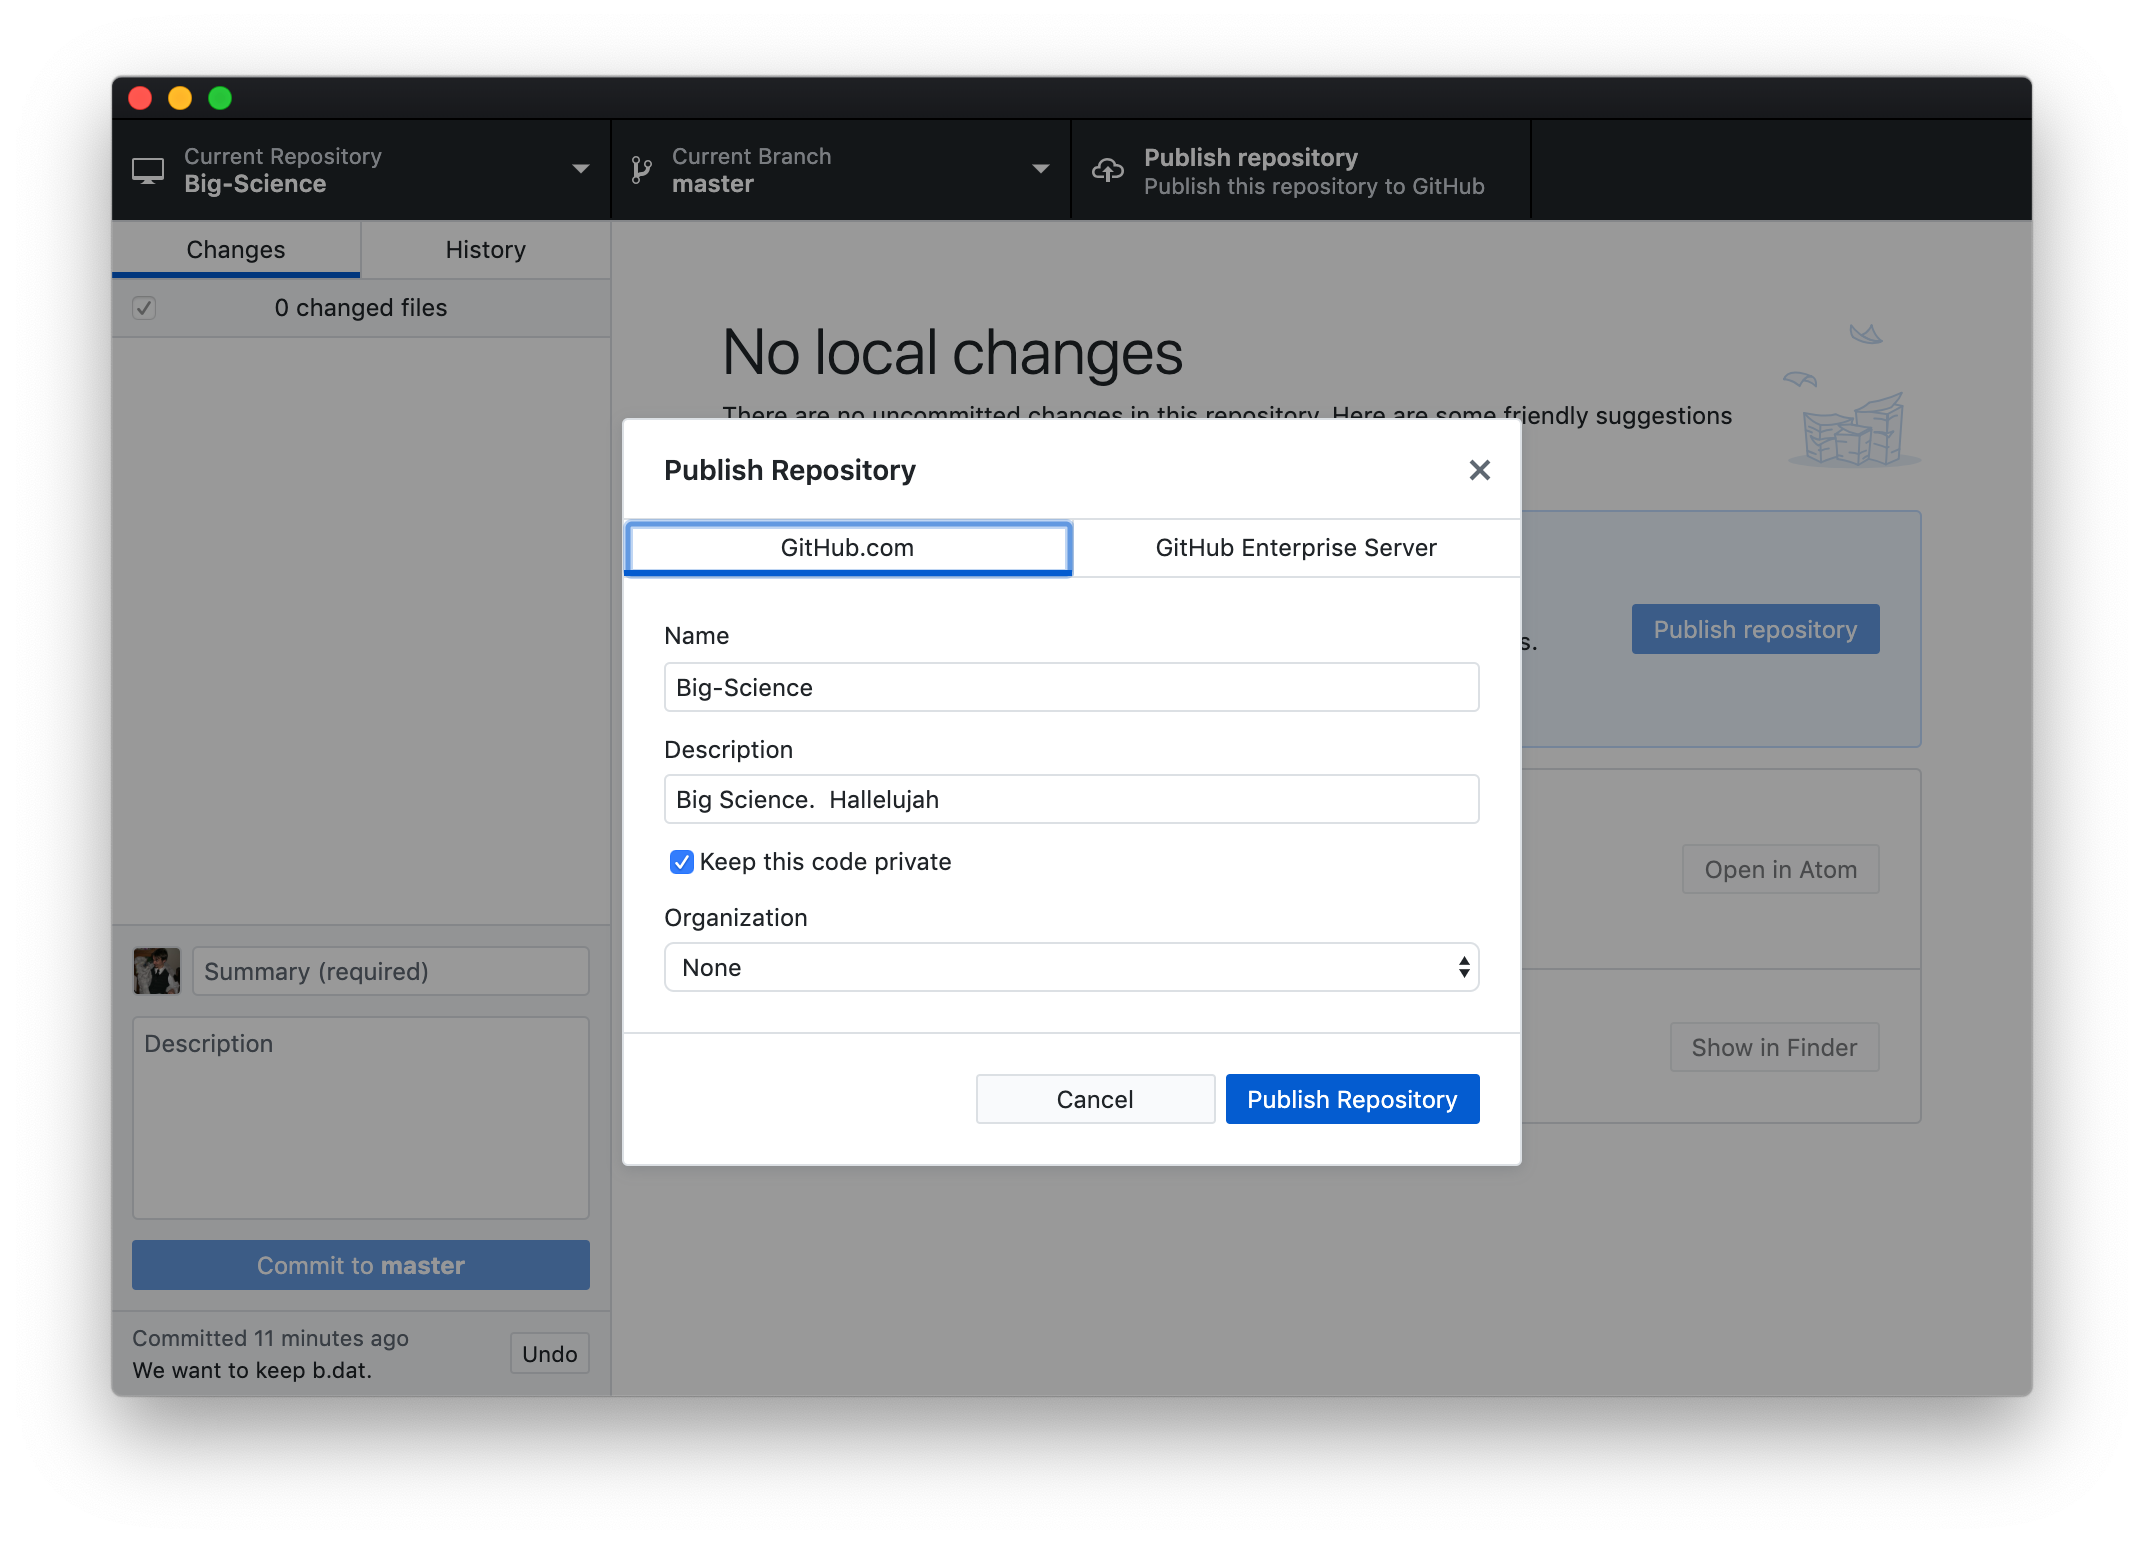 Current Repository
Big-Science
Current Branch
master
Publish repository
Publish this repository to GitHub
Changes
History
0 changed files
No local changes
There are no uncommitted changes in this repository. Here are some friendly suggestions
Publish Repository
GitHub.com
GitHub Enterprise Server
Name
Big-Science
Description
Big Science.  Hallelujah
Keep this code private
Organization
None
Cancel
Publish Repository
s.
Publish repository
Open in Atom
Show in Finder
Summary (required)
Description
Commit to master
Committed 11 minutes ago
We want to keep b.dat.
Undo